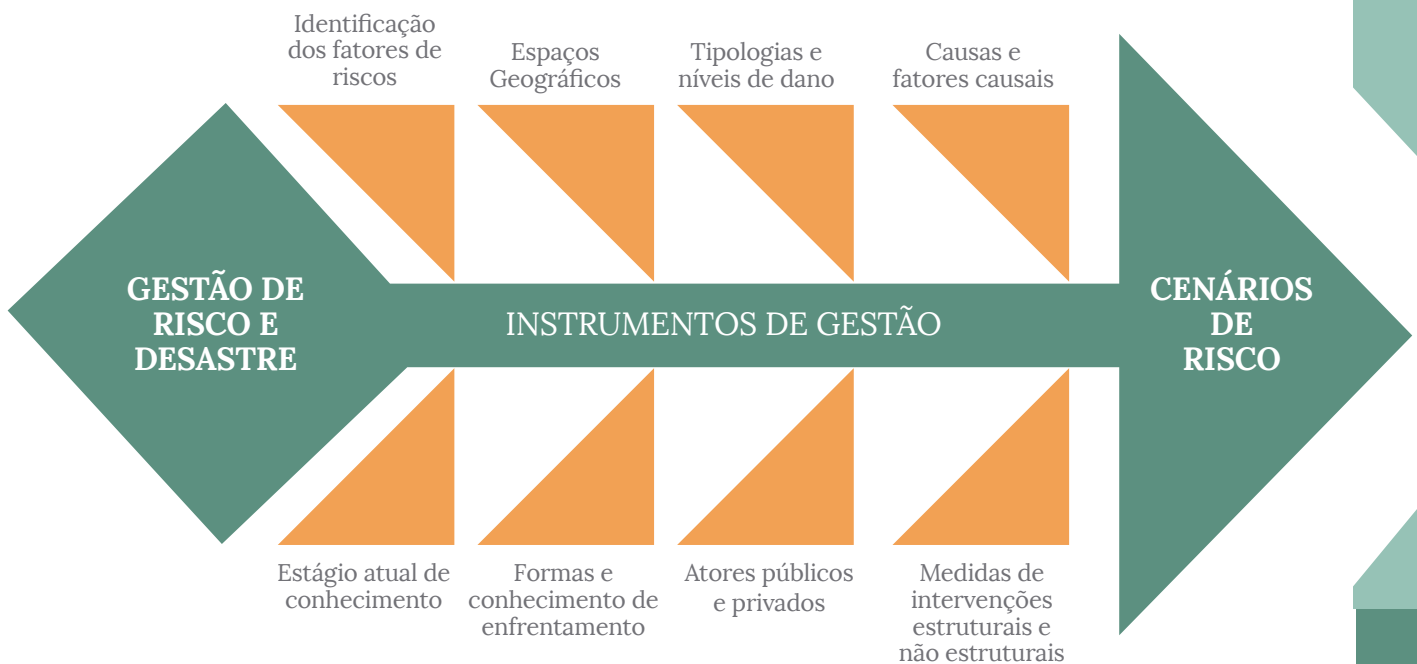 Identificação
dos fatores de
riscos
Espaços
Geográficos
Tipologias e
níveis de dano
Causas e
fatores causais
GESTÃO DE
RISCO E
DESASTRE
INSTRUMENTOS DE GESTÃO
CENÁRIOS
DE
RISCO
Estágio atual de
conhecimento
Formas e
conhecimento de
enfrentamento
Atores públicos
e privados
Medidas de
intervenções
estruturais e
não estruturais